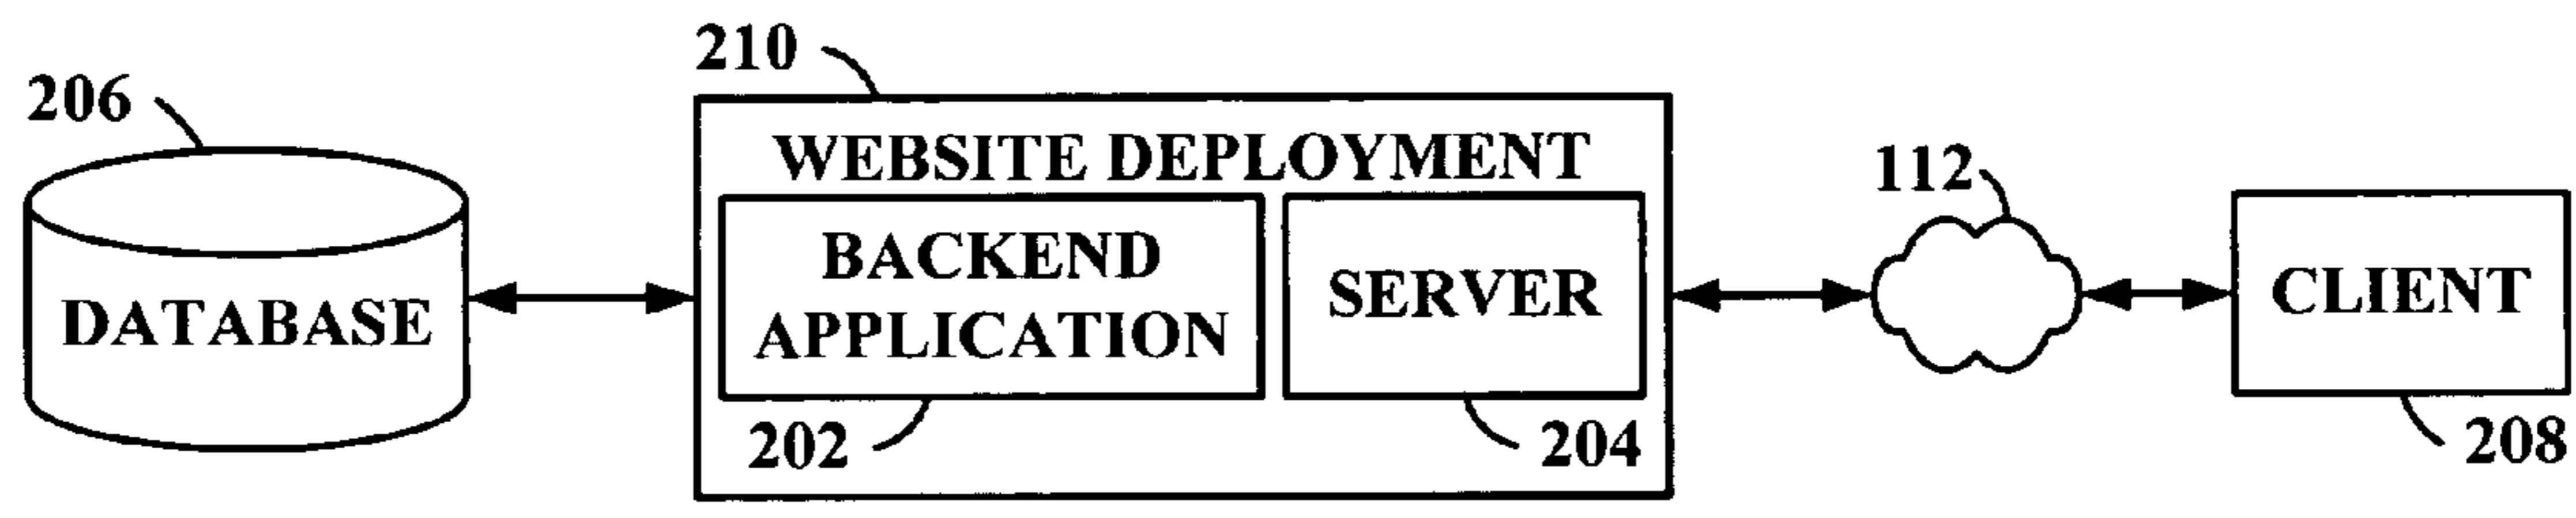 210
206
WEBSITE DEPLOYMENT
112
BACKEND
APPLICATION
SERVER
CLIENT
DATABASE
202
204
208